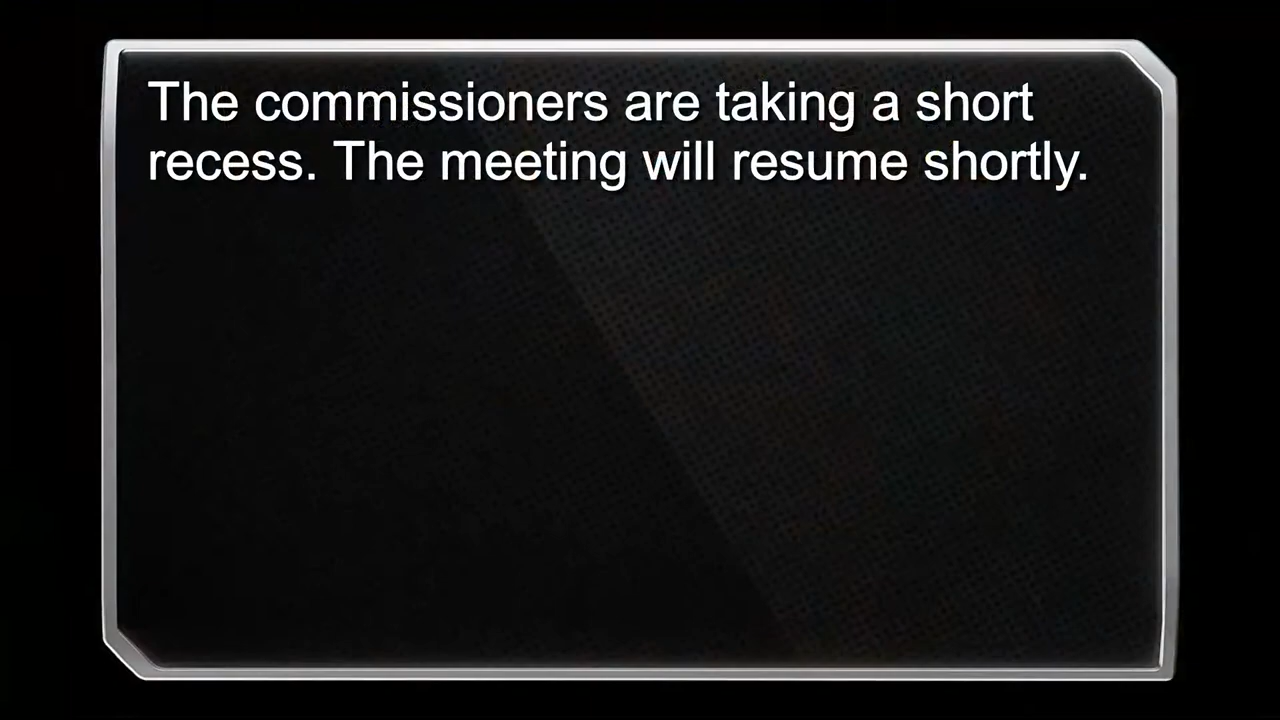 The commissioners are taking a short
recess. The meeting will resume shortly.